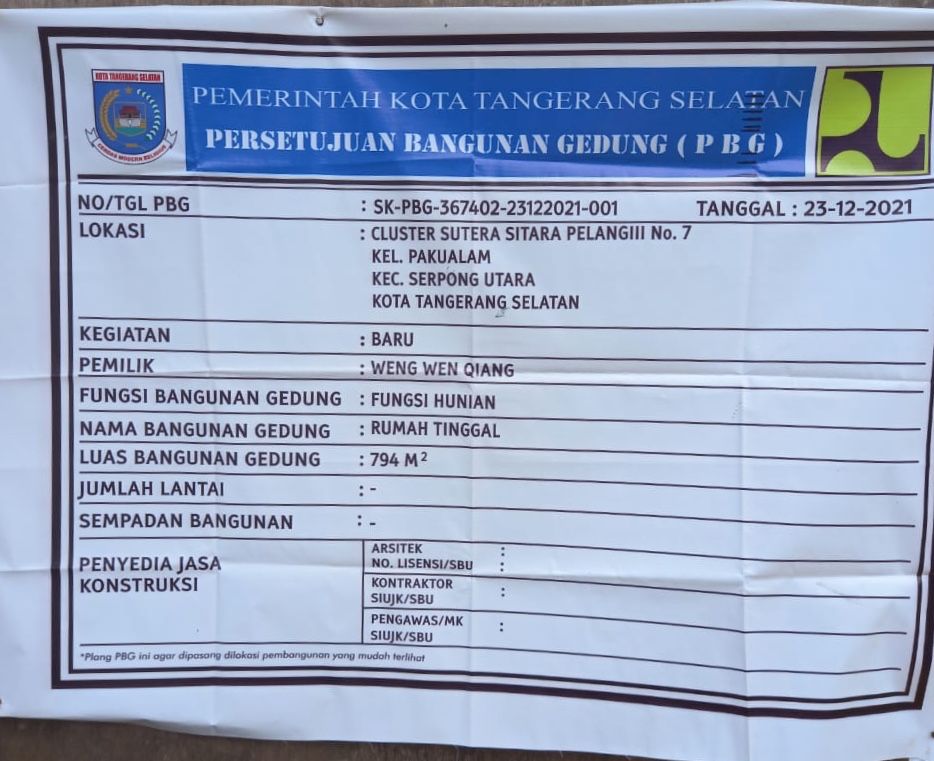 KOTA TANGERANG SELATAN
CERDAS MODERN RELIGIUS
PEMERINTAH KOTA TANGERANG SELATAN
PERSETUJUAN BANGUNAN GEDUNG ( P B G )
NO/TGL PBG : SK-PBG-367402-23122021-001 TANGGAL : 23-12-2021
LOKASI : CLUSTER SUTERA SITARA PELANGIII No. 7
KEL. PAKUALAM
KEC. SERPONG UTARA
KOTA TANGERANG SELATAN
KEGIATAN : BARU
PEMILIK : WENG WEN QIANG
FUNGSI BANGUNAN GEDUNG : FUNGSI HUNIAN
NAMA BANGUNAN GEDUNG : RUMAH TINGGAL
LUAS BANGUNAN GEDUNG : 794 M²
JUMLAH LANTAI : -
SEMPADAN BANGUNAN : -
PENYEDIA JASA
KONSTRUKSI
ARSITEK :
NO. LISENSI/SBU :
KONTRAKTOR :
SIUJK/SBU
PENGAWAS/MK :
SIUJK/SBU
*Plang PBG ini agar dipasang dilokasi pembangunan yang mudah terlihat